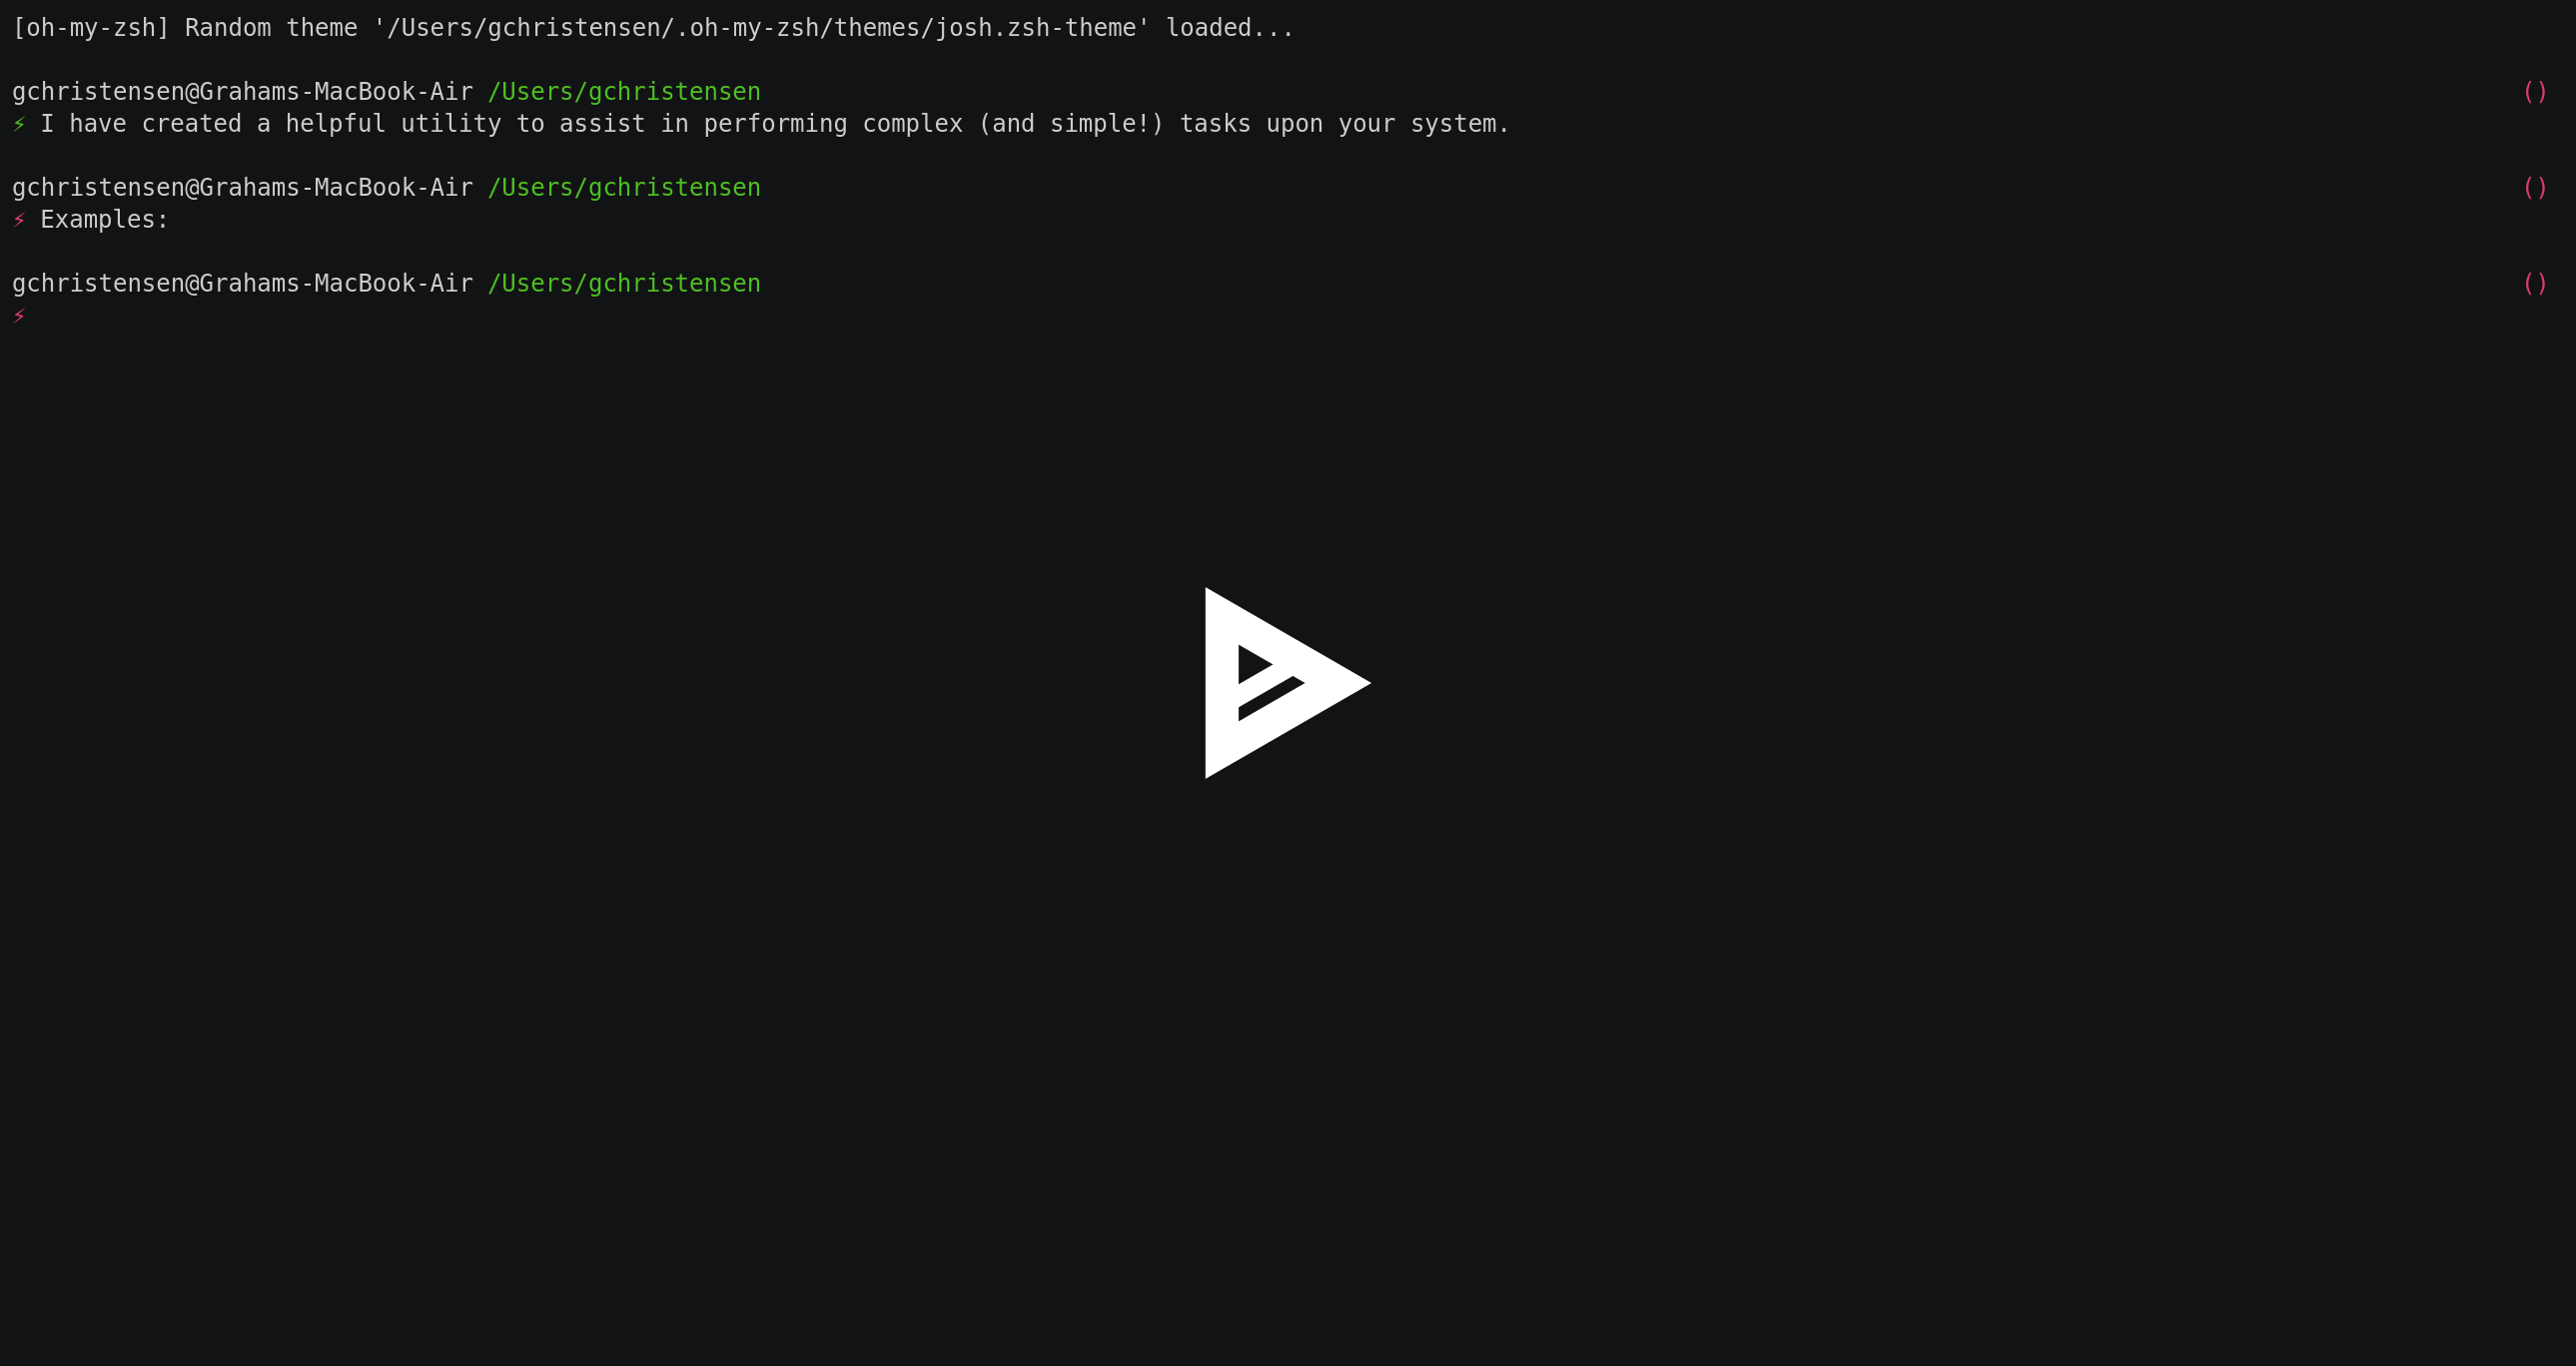 [oh-my-zsh] Random theme '/Users/gchristensen/.oh-my-zsh/themes/josh.zsh-theme' loaded...
gchristensen@Grahams-MacBook-Air /Users/gchristensen ()
⚡ I have created a helpful utility to assist in performing complex (and simple!) tasks upon your system.
gchristensen@Grahams-MacBook-Air /Users/gchristensen ()
⚡ Examples:
gchristensen@Grahams-MacBook-Air /Users/gchristensen ()
⚡